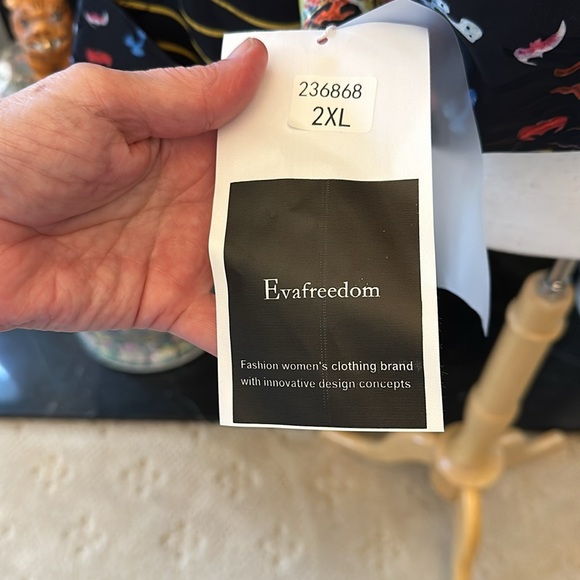 236868
2XL
Evafreedom
Fashion women's clothing brand
with innovative design concepts